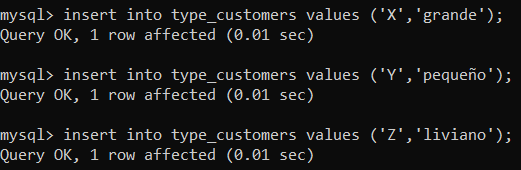 mysql> insert into type_customers values ('X','grande');
Query OK, 1 row affected (0.01 sec)
mysql> insert into type_customers values ('Y','pequeño');
Query OK, 1 row affected (0.01 sec)
mysql> insert into type_customers values ('Z','liviano');
Query OK, 1 row affected (0.01 sec)